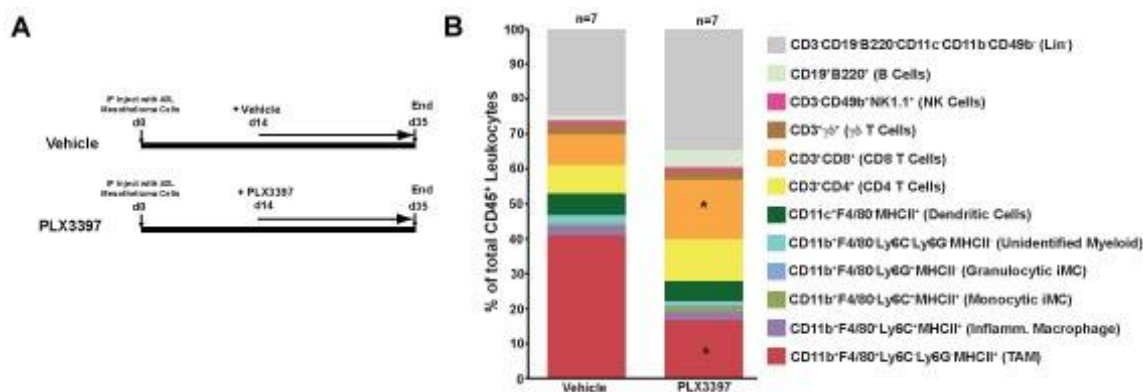 A
IP Inject with 40L
Mesothelioma Cells
d0
+ Vehicle
d14
End
d35
Vehicle
IP Inject with 40L
Mesothelioma Cells
d0
+ PLX3397
d14
End
d35
PLX3397
B
% of total CD45⁺ Leukocytes
100
90
80
70
60
50
40
30
20
10
0
n=7
n=7
*
*
Vehicle
PLX3397
CD3⁻CD19⁻B220⁻CD11c⁻CD11b⁻CD49b⁻ (Lin⁻)
CD19⁺B220⁺ (B Cells)
CD3⁻CD49b⁺NK1.1⁺ (NK Cells)
CD3⁺γδ⁺ (γδ T Cells)
CD3⁺CD8⁺ (CD8 T Cells)
CD3⁺CD4⁺ (CD4 T Cells)
CD11c⁺F4/80⁻MHCII⁺ (Dendritic Cells)
CD11b⁺F4/80⁻Ly6C⁻Ly6G⁻MHCII⁻ (Unidentified Myeloid)
CD11b⁺F4/80⁻Ly6G⁺MHCII⁻ (Granulocytic iMC)
CD11b⁺F4/80⁻Ly6C⁺MHCII⁺ (Monocytic iMC)
CD11b⁺F4/80⁺Ly6C⁺MHCII⁺ (Inflamm. Macrophage)
CD11b⁺F4/80⁺Ly6C⁻Ly6G⁻MHCII⁺ (TAM)